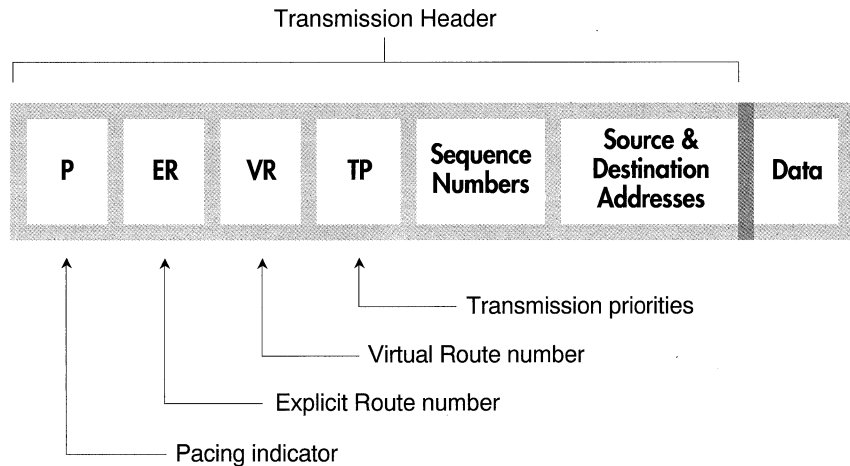 Transmission Header
P
ER
VR
TP
Sequence
Numbers
Source &
Destination
Addresses
Data
Transmission priorities
Virtual Route number
Explicit Route number
Pacing indicator